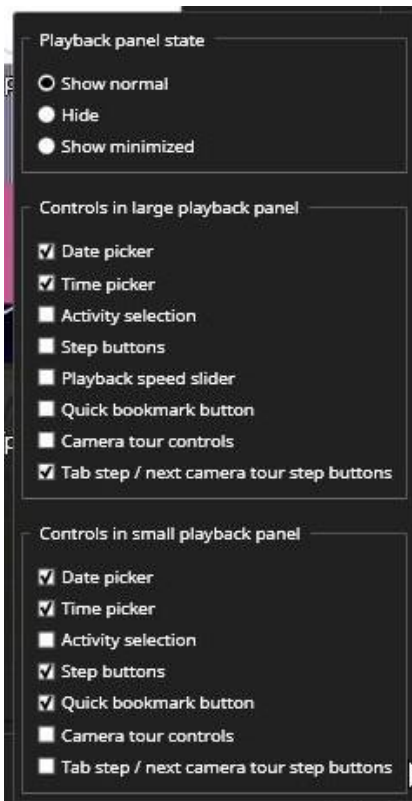 Playback panel state
Show normal
Hide
Show minimized
Controls in large playback panel
Date picker
Time picker
Activity selection
Step buttons
Playback speed slider
Quick bookmark button
Camera tour controls
Tab step / next camera tour step buttons
Controls in small playback panel
Date picker
Time picker
Activity selection
Step buttons
Quick bookmark button
Camera tour controls
Tab step / next camera tour step buttons